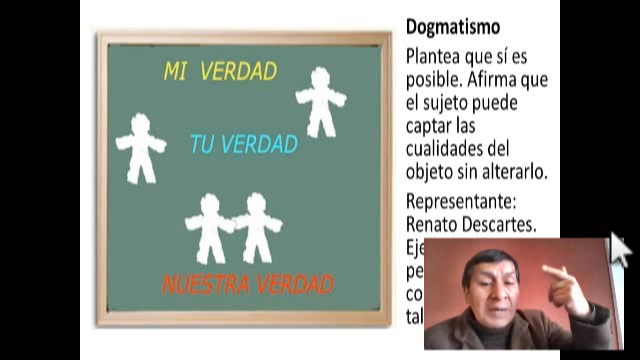 MI VERDAD
TU VERDAD
NUESTRA VERDAD
Dogmatismo
Plantea que sí es
posible. Afirma que
el sujeto puede
captar las
cualidades del
objeto sin alterarlo.
Representante:
Renato Descartes.